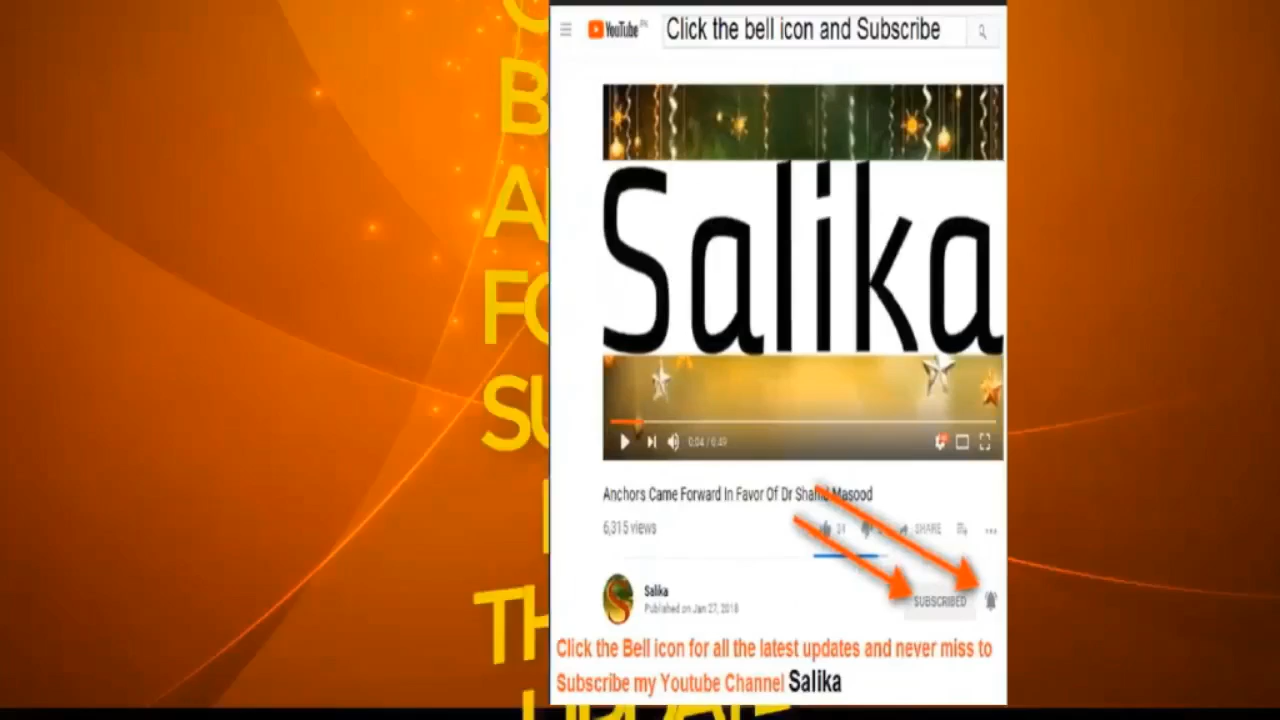 YouTube PK
Click the bell icon and Subscribe
Salika
0:04 / 0:49
Anchors Came Forward In Favor Of Dr Shahid Masood
6,315 views
SHARE
Salika
SUBSCRIBED
Published on Jan 27, 2018
Click the Bell icon for all the latest updates and never miss to
Subscribe my Youtube Channel Salika